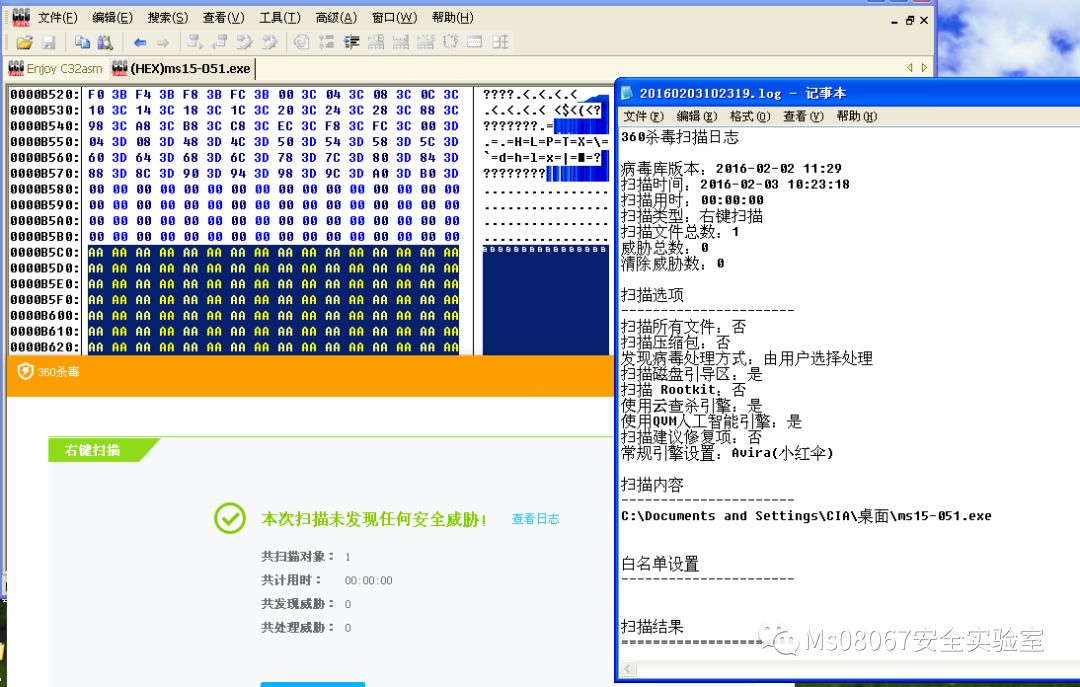 文件(F) 编辑(E) 搜索(S) 查看(V) 工具(T) 高级(A) 窗口(W) 帮助(H)
Enjoy C32asm (HEX)ms15-051.exe
0000B520: F0 3B F4 3B F8 3B FC 3B 00 3C 04 3C 08 3C 0C 3C ????.<.<.<.<
0000B530: 10 3C 14 3C 18 3C 1C 3C 20 3C 24 3C 28 3C 88 3C .<.<.<.< <$<(<?
0000B540: 98 3C A8 3C B8 3C C8 3C EC 3C F8 3C FC 3C 00 3D ???????.=
0000B550: 04 3D 08 3D 48 3D 4C 3D 50 3D 54 3D 58 3D 5C 3D .=.=H=L=P=T=X=\=
0000B560: 60 3D 64 3D 68 3D 6C 3D 78 3D 7C 3D 80 3D 84 3D `=d=h=l=x=|=■=?
0000B570: 88 3D 8C 3D 90 3D 94 3D 98 3D 9C 3D A0 3D B0 3D ????????
0000B580: 00 00 00 00 00 00 00 00 00 00 00 00 00 00 00 00 ................
0000B590: 00 00 00 00 00 00 00 00 00 00 00 00 00 00 00 00 ................
0000B5A0: 00 00 00 00 00 00 00 00 00 00 00 00 00 00 00 00 ................
0000B5B0: 00 00 00 00 00 00 00 00 00 00 00 00 00 00 00 00 ................
0000B5C0: AA AA AA AA AA AA AA AA AA AA AA AA AA AA AA AA
0000B5D0: AA AA AA AA AA AA AA AA AA AA AA AA AA AA AA AA
0000B5E0: AA AA AA AA AA AA AA AA AA AA AA AA AA AA AA AA
0000B5F0: AA AA AA AA AA AA AA AA AA AA AA AA AA AA AA AA
0000B600: AA AA AA AA AA AA AA AA AA AA AA AA AA AA AA AA
0000B610: AA AA AA AA AA AA AA AA AA AA AA AA AA AA AA AA
0000B620: AA AA AA AA AA AA AA AA AA AA AA AA AA AA AA AA
360杀毒
右键扫描
本次扫描未发现任何安全威胁! 查看日志
共扫描对象: 1
共计用时: 00:00:00
共发现威胁: 0
共处理威胁: 0
20160203102319.log - 记事本
文件(F) 编辑(E) 格式(O) 查看(V) 帮助(H)
360杀毒扫描日志
病毒库版本: 2016-02-02 11:29
扫描时间: 2016-02-03 10:23:18
扫描用时: 00:00:00
扫描类型: 右键扫描
扫描文件总数: 1
威胁总数: 0
清除威胁数: 0
扫描选项
----------------------
扫描所有文件: 否
扫描压缩包: 否
发现病毒处理方式: 由用户选择处理
扫描磁盘引导区: 是
扫描 Rootkit: 否
使用云查杀引擎: 是
使用QVM人工智能引擎: 是
扫描建议修复项: 否
常规引擎设置: Avira(小红伞)
扫描内容
----------------------
C:\Documents and Settings\CIA\桌面\ms15-051.exe
白名单设置
----------------------
扫描结果
======================
Ms08067安全实验室